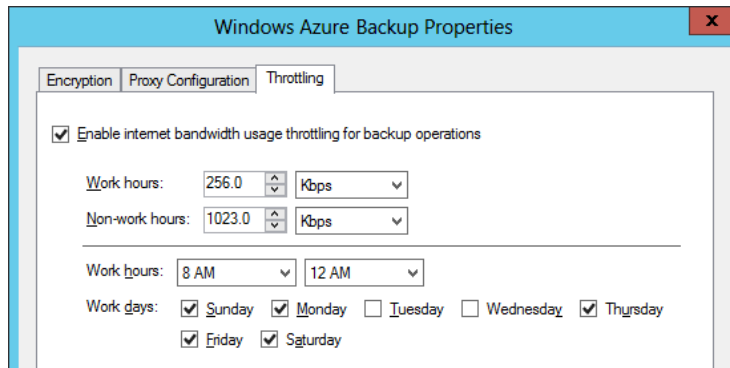 Windows Azure Backup Properties
x
Encryption Proxy Configuration Throttling
Enable internet bandwidth usage throttling for backup operations
Work hours: 256.0 Kbps
Non-work hours: 1023.0 Kbps
Work hours: 8 AM 12 AM
Work days: Sunday Monday Tuesday Wednesday Thursday
Friday Saturday